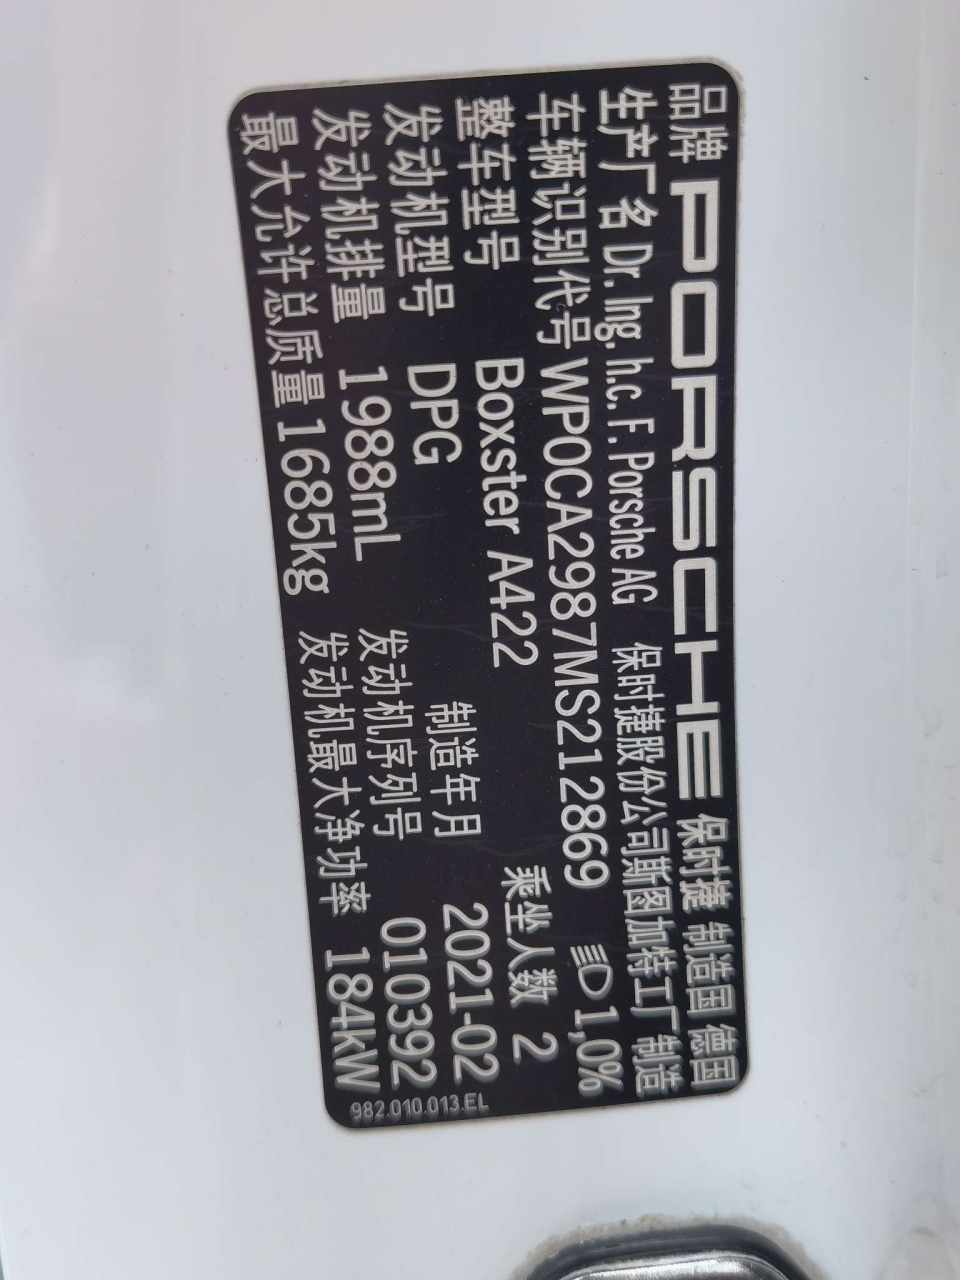 品牌 PORSCHE 保时捷 制造国 德国
生产厂名 Dr. Ing. h.c. F. Porsche AG 保时捷股份公司斯图加特工厂制造
车辆识别代号 WP0CA2987MS212869 1,0%
整车型号 Boxster A422 乘坐人数 2
发动机型号 DPG 制造年月 2021-02
发动机排量 1988mL 发动机序列号 010392
最大允许总质量 1685kg 发动机最大净功率 184kW
982.010.013.EL